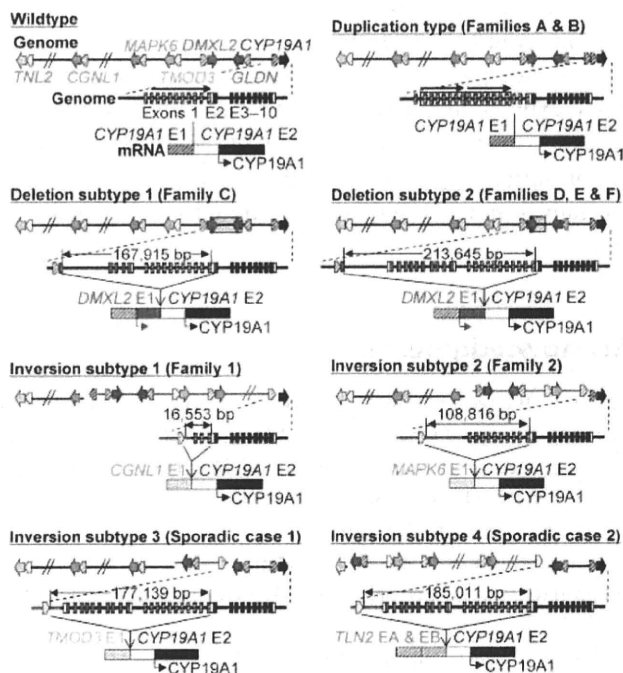 Wildtype
Genome
MAPK6 DMXL2 CYP19A1
TNL2 CGNL1 TMOD3 GLDN
Genome
Exons 1 E2 E3–10
CYP19A1 E1 CYP19A1 E2
mRNA
CYP19A1
Duplication type (Families A & B)
CYP19A1 E1 CYP19A1 E2
CYP19A1
Deletion subtype 1 (Family C)
167,915 bp
DMXL2 E1 CYP19A1 E2
CYP19A1
Deletion subtype 2 (Families D, E & F)
213,645 bp
DMXL2 E1 CYP19A1 E2
CYP19A1
Inversion subtype 1 (Family 1)
16,553 bp
CGNL1 E1 CYP19A1 E2
CYP19A1
Inversion subtype 2 (Family 2)
108,816 bp
MAPK6 E1 CYP19A1 E2
CYP19A1
Inversion subtype 3 (Sporadic case 1)
177,139 bp
TMOD3 E1 CYP19A1 E2
CYP19A1
Inversion subtype 4 (Sporadic case 2)
185,011 bp
TLN2 EA & EB CYP19A1 E2
CYP19A1